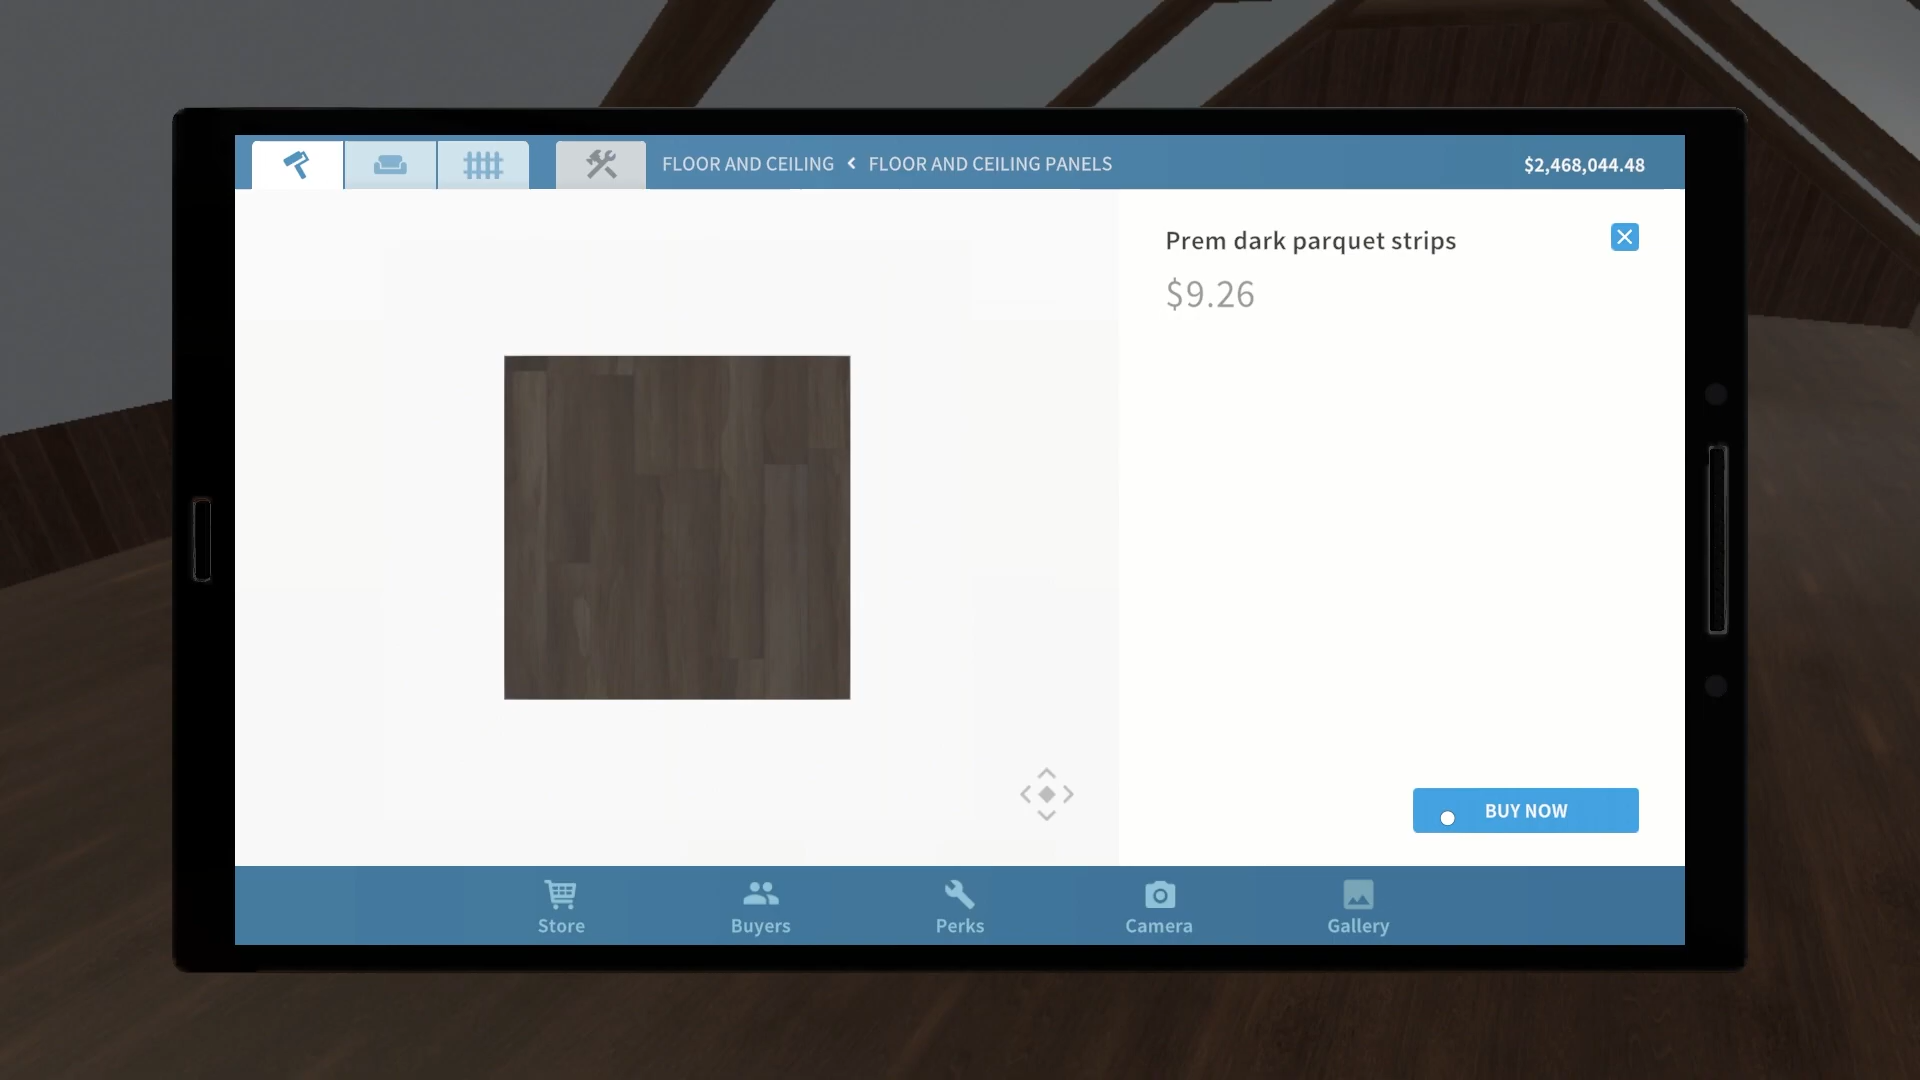 FLOOR AND CEILING < FLOOR AND CEILING PANELS
$2,468,044.48
Prem dark parquet strips
$9.26
BUY NOW
Store
Buyers
Perks
Camera
Gallery